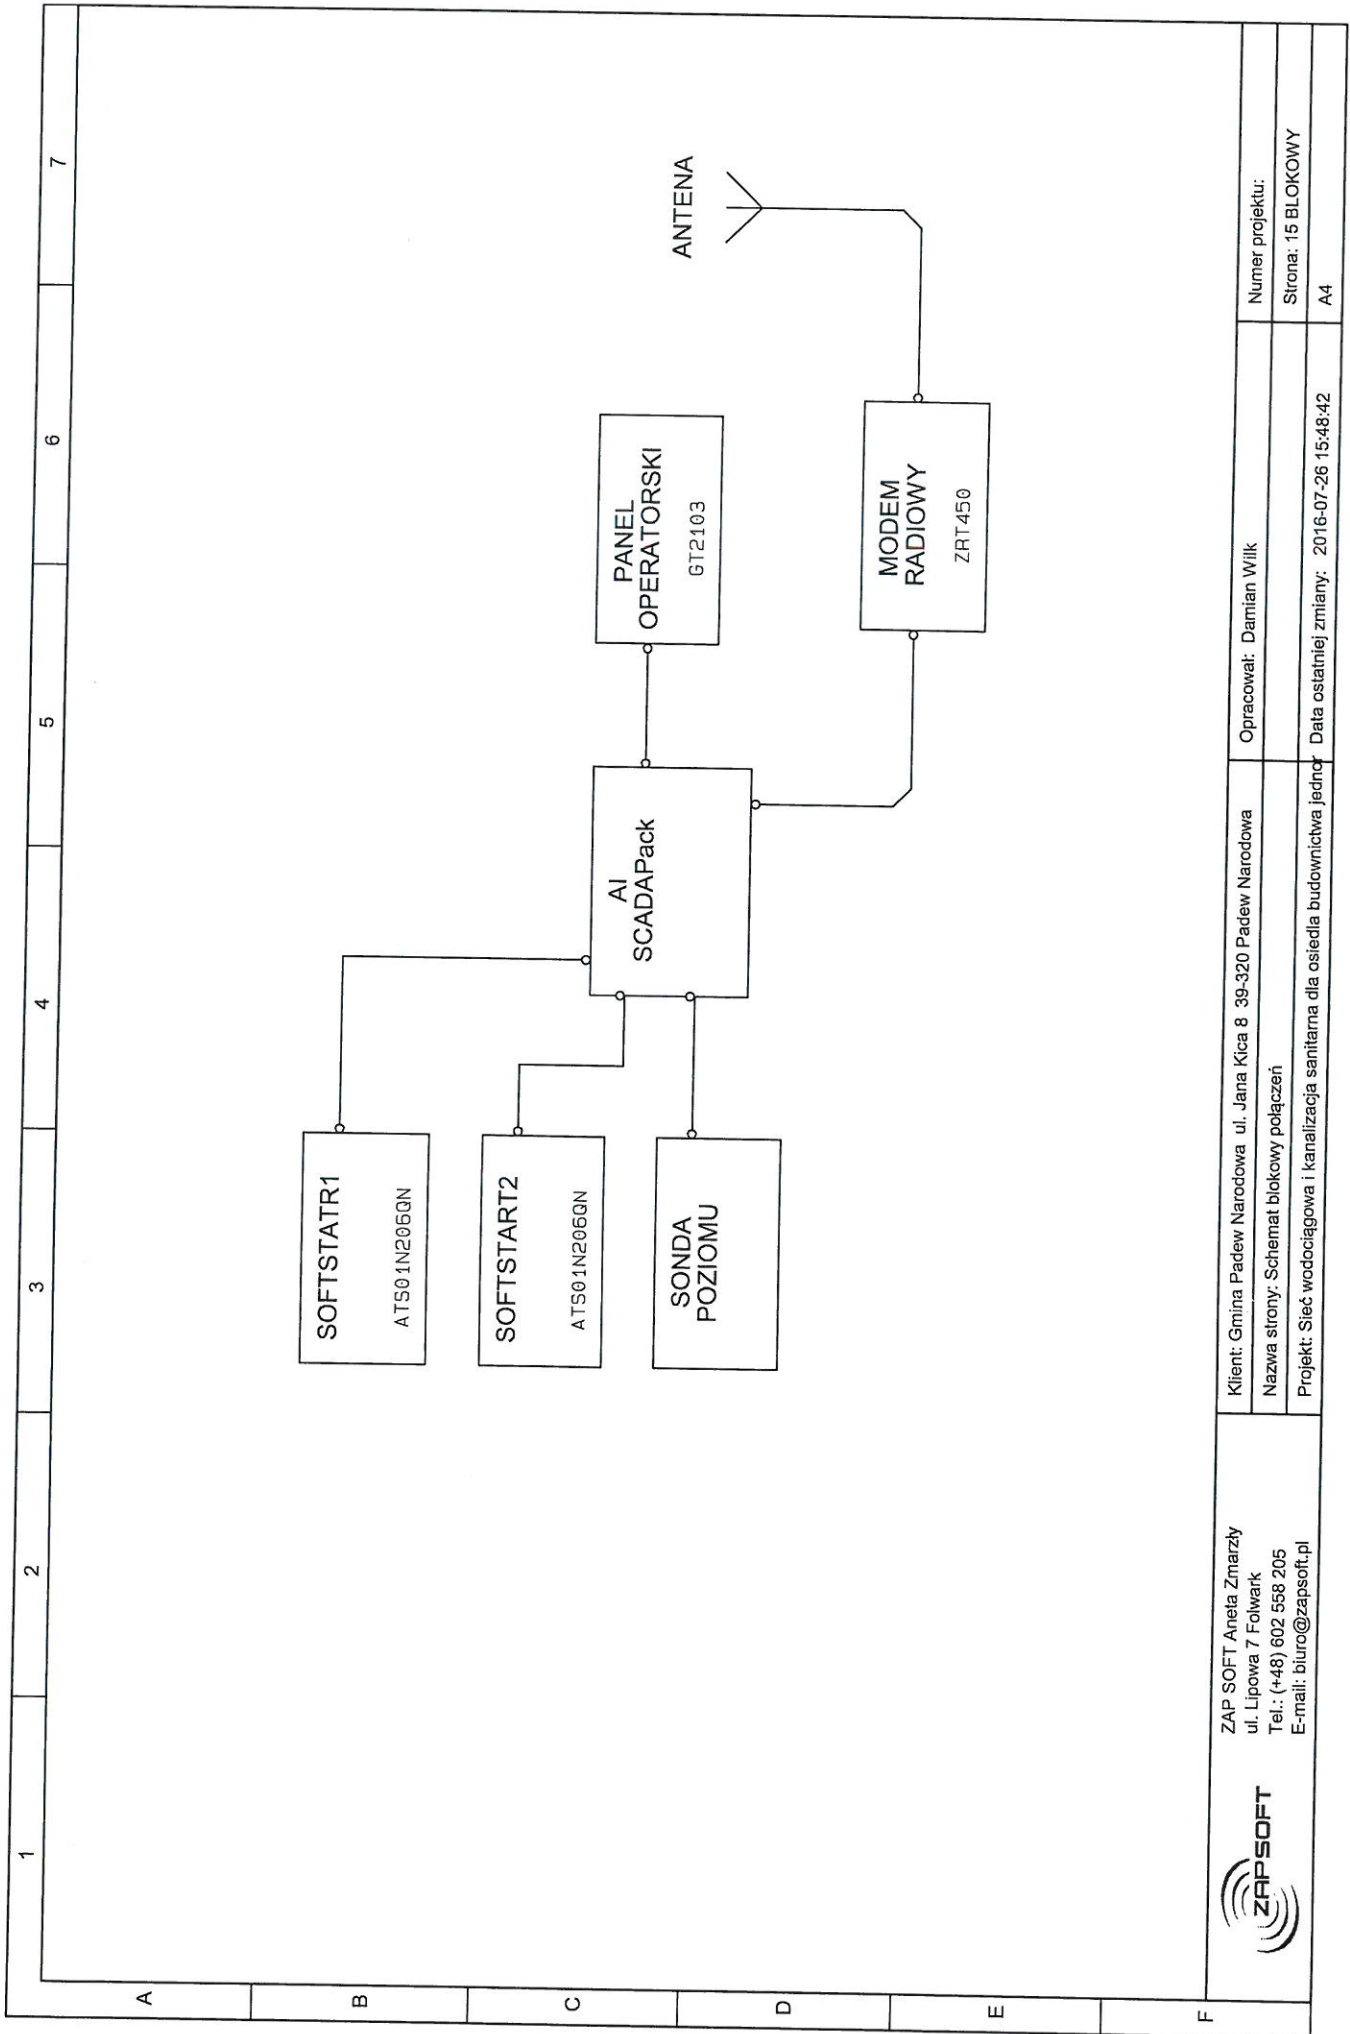 1 2 3 4 5 6 7
A
B
C
D
E
F
SOFTSTATR1
ATS01N206QN
SOFTSTART2
ATS01N206QN
SONDA
POZIOMU
AI
SCADAPack
PANEL
OPERATORSKI
GT2103
MODEM
RADIOWY
ZRT450
ANTENA
ZAPSOFT
ZAP SOFT Aneta Zmarzły
ul. Lipowa 7 Folwark
Tel.: (+48) 602 558 205
E-mail: biuro@zapsoft.pl
Klient: Gmina Padew Narodowa ul. Jana Kica 8 39-320 Padew Narodowa
Opracował: Damian Wilk
Numer projektu:
Nazwa strony: Schemat blokowy połączeń
Strona: 15 BLOKOWY
Projekt: Sieć wodociągowa i kanalizacja sanitarna dla osiedla budownictwa jednor
Data ostatniej zmiany: 2016-07-26 15:48:42
A4